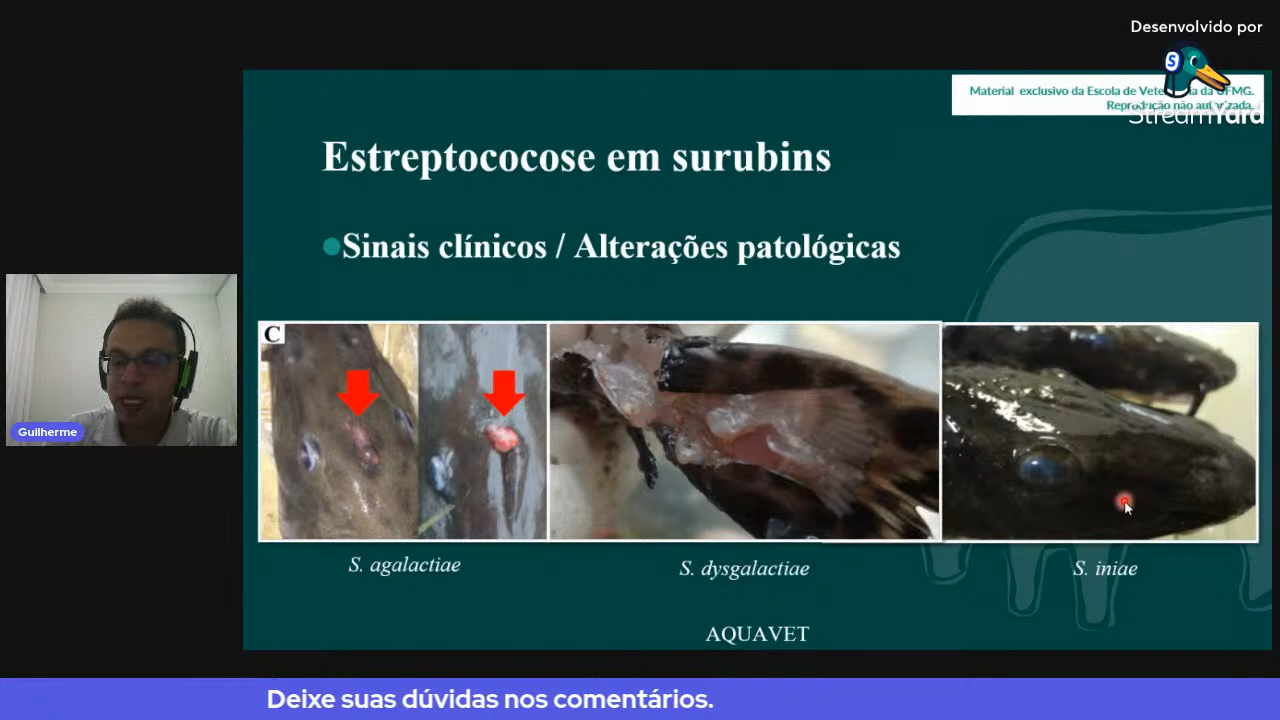 Desenvolvido por
S
StreamYard
Material exclusivo da Escola de Vete da UFMG.
Reprodução não autorizada.
Estreptococose em surubins
Sinais clínicos / Alterações patológicas
C
Guilherme
S. agalactiae
S. dysgalactiae
S. iniae
AQUAVET
Deixe suas dúvidas nos comentários.